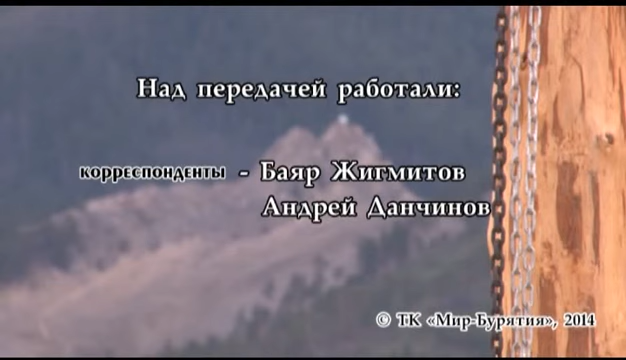 Над передачей работали:
корреспонденты - Баяр Жигмитов
Андрей Данчинов
© ТК «Мир-Бурятия», 2014